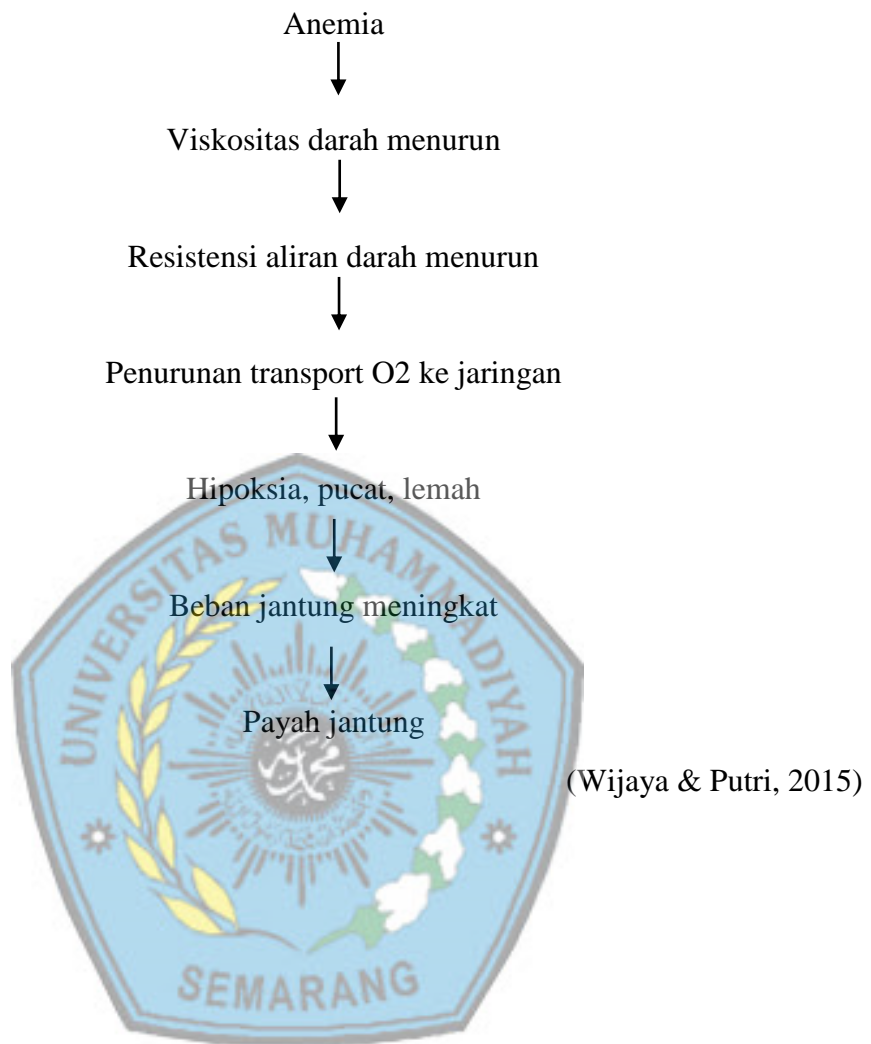 Anemia
Viskositas darah menurun
Resistensi aliran darah menurun
Penurunan transport O2 ke jaringan
Hipoksia, pucat, lemah
Beban jantung meningkat
Payah jantung
(Wijaya & Putri, 2015)
UNIVERSITAS MUHAMMADIYAH
SEMARANG